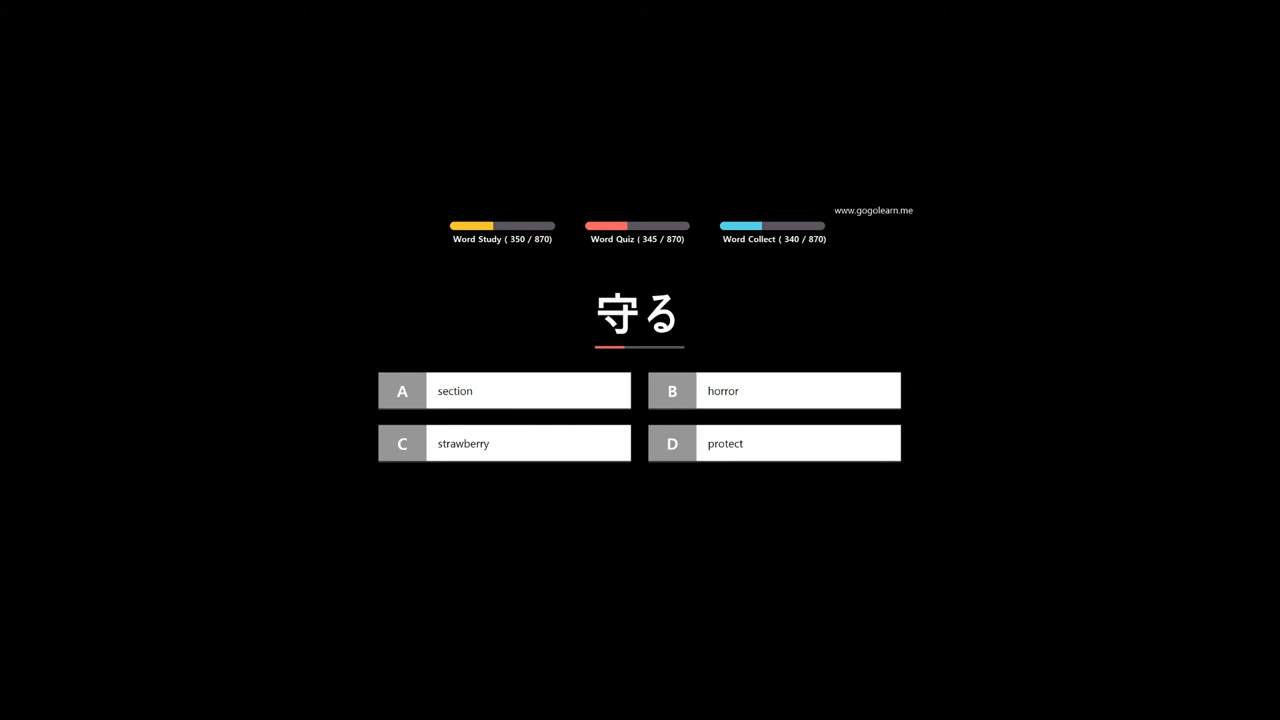 www.gogolearn.me
Word Study ( 350 / 870)
Word Quiz ( 345 / 870)
Word Collect ( 340 / 870)
守る
A section
B horror
C strawberry
D protect